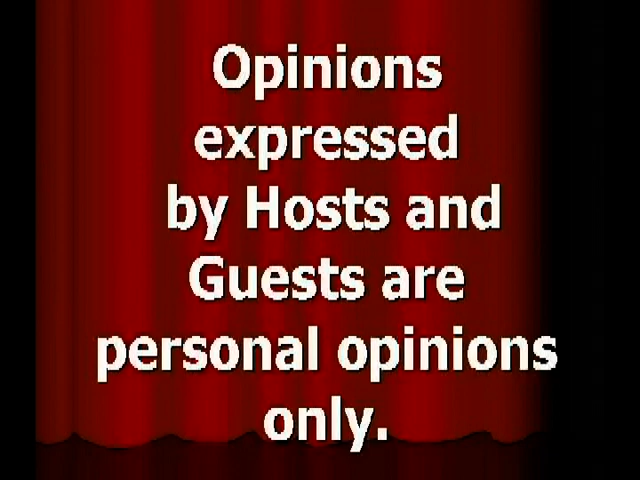 Opinions
expressed
by Hosts and
Guests are
personal opinions
only.